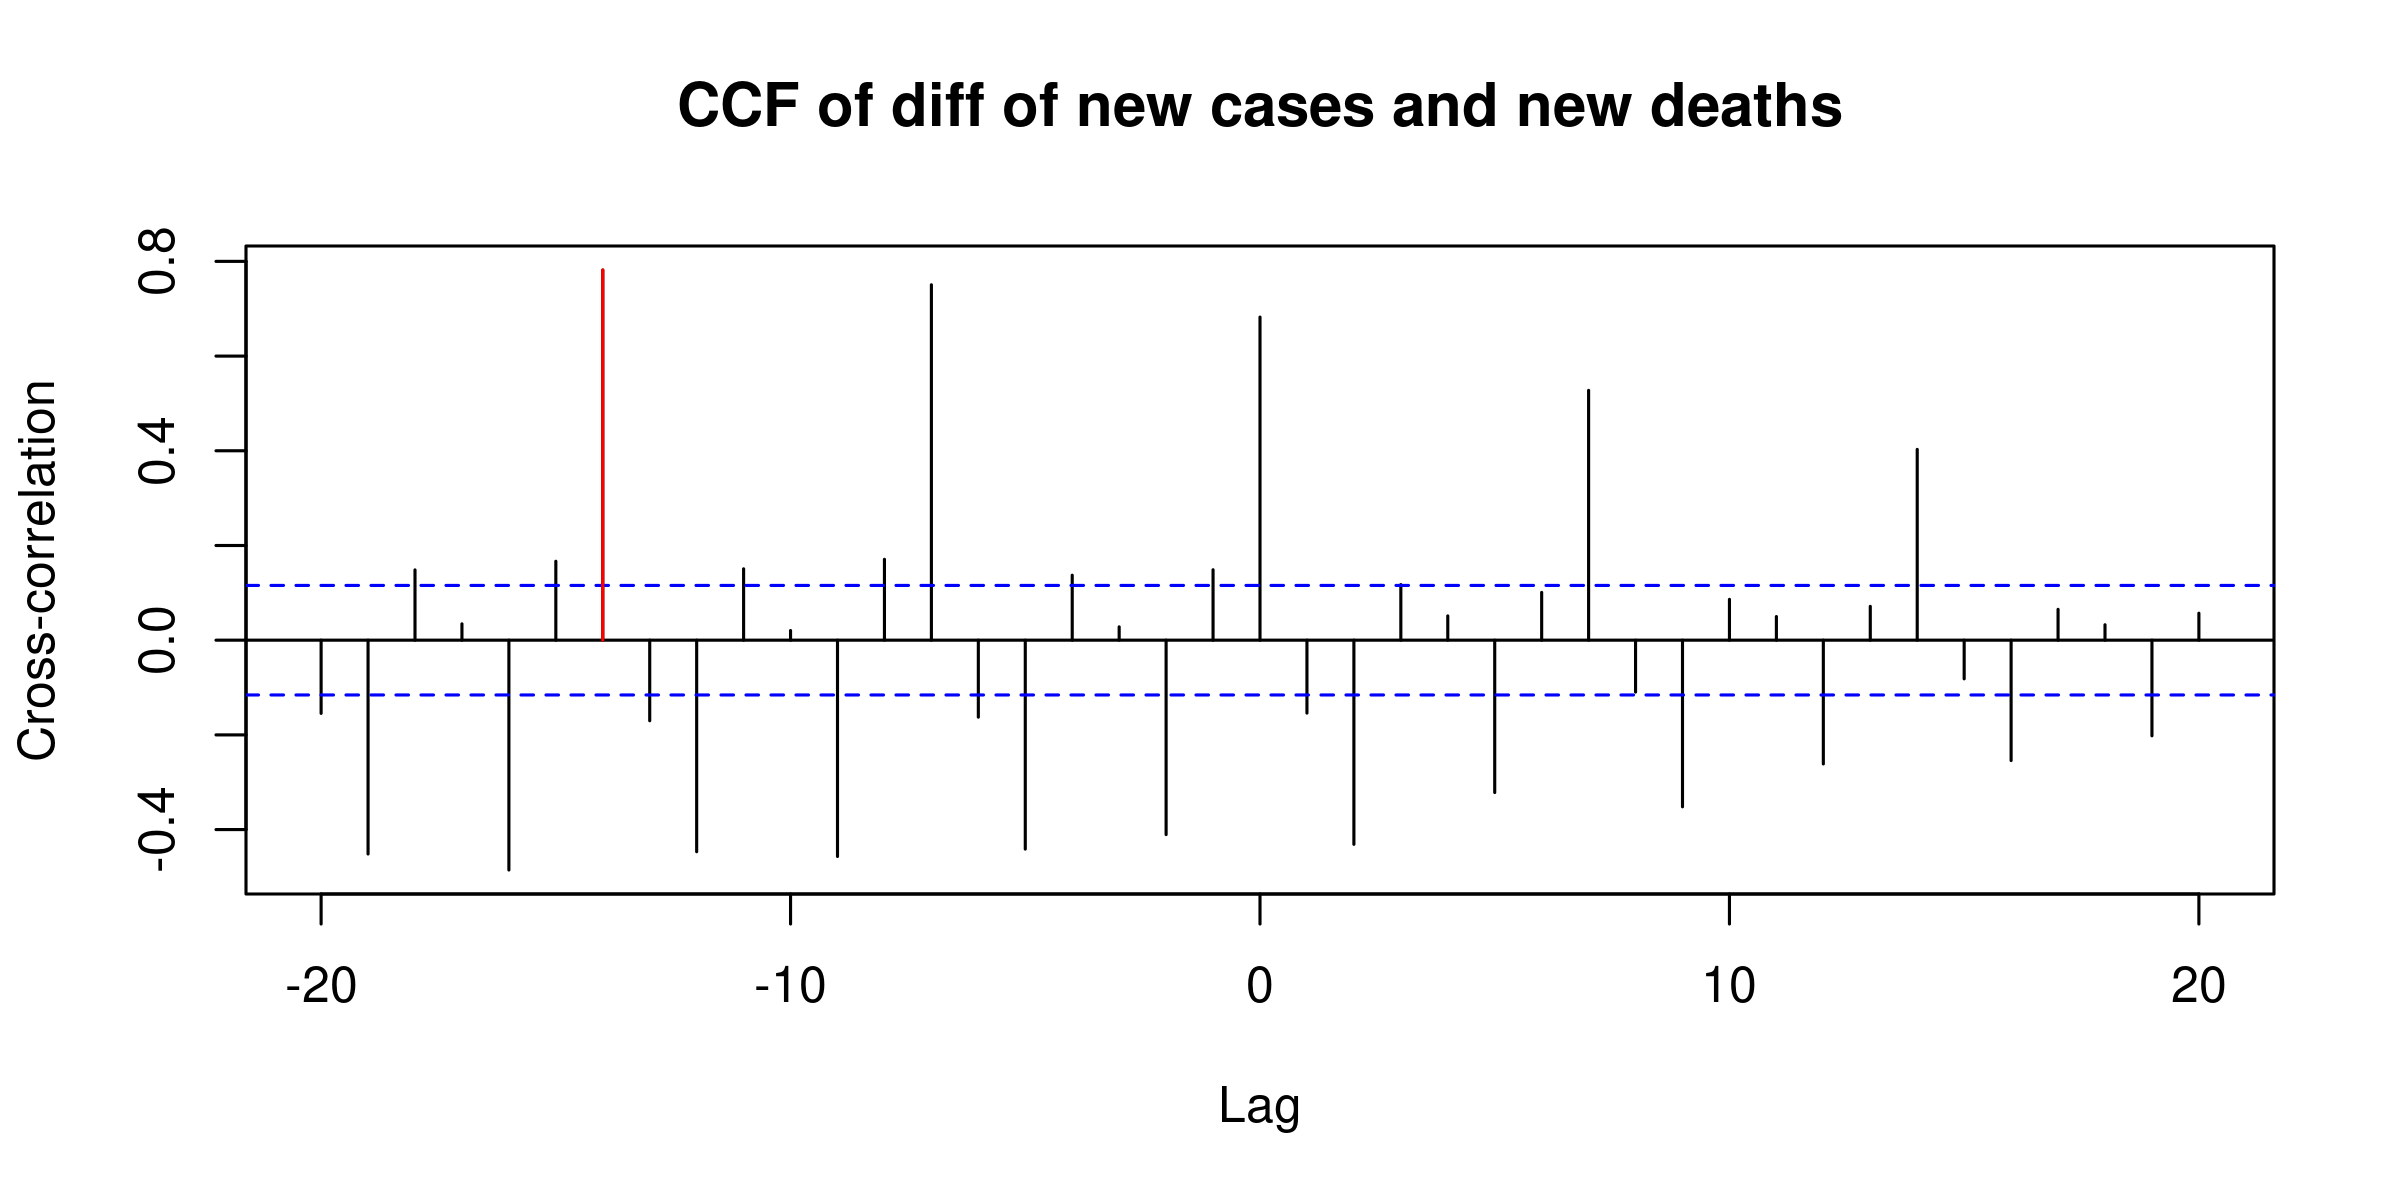 CCF of diff of new cases and new deaths
Cross-correlation
0.8
0.4
0.0
-0.4
-20 -10 0 10 20
Lag